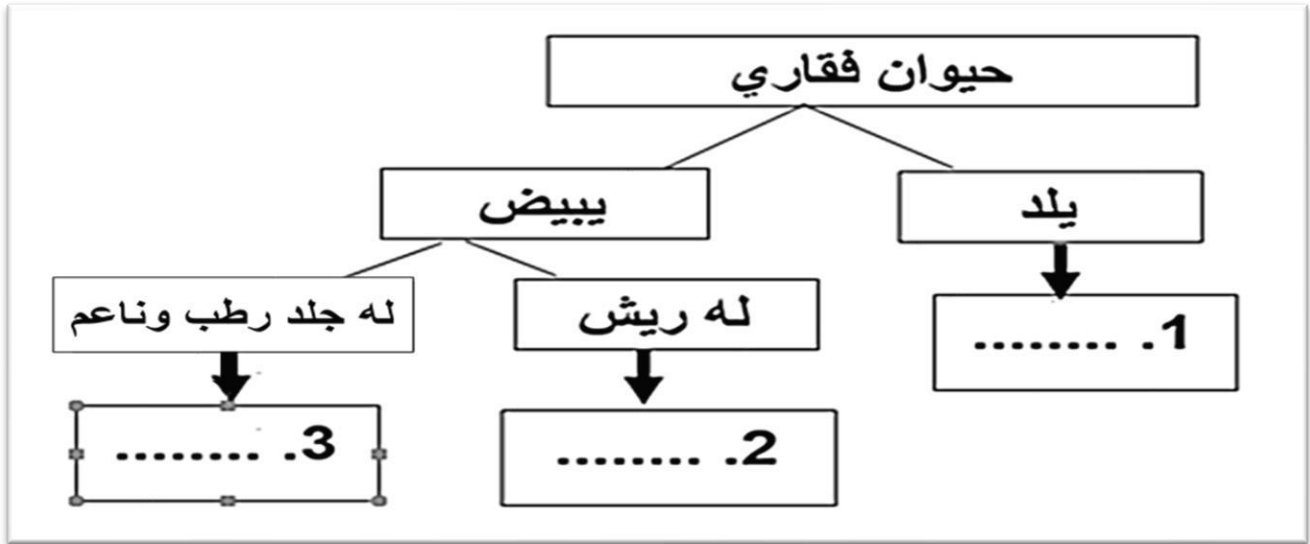 حيوان فقاري
يلد
يبيض
له ريش
له جلد رطب وناعم
1. ........
2. ........
3. ........